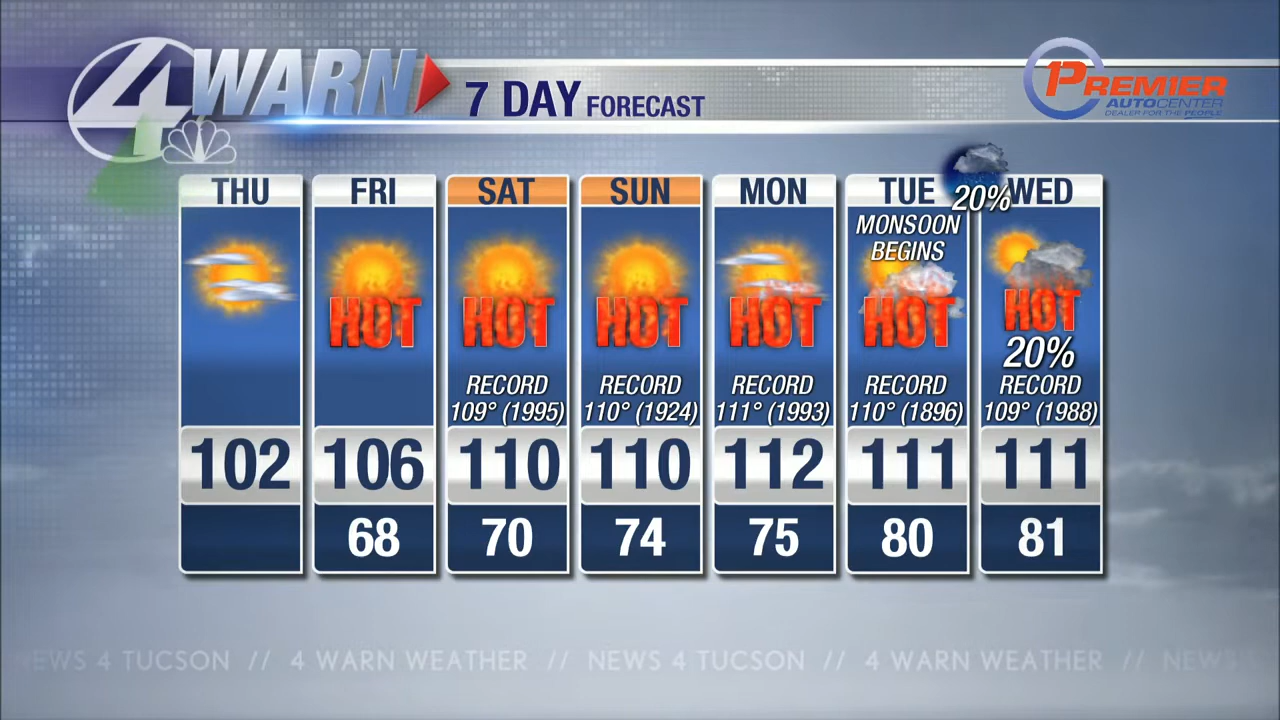 4WARN
7 DAY FORECAST
PREMIER
AUTOCENTER
DEALER FOR THE PEOPLE
THU
FRI
SAT
SUN
MON
TUE
20%
WED
MONSOON
BEGINS
HOT
HOT
HOT
HOT
HOT
HOT
20%
RECORD
109° (1995)
RECORD
110° (1924)
RECORD
111° (1993)
RECORD
110° (1896)
RECORD
109° (1988)
102
106
110
110
112
111
111
68
70
74
75
80
81
EWS 4 TUCSON // 4 WARN WEATHER // NEWS 4 TUCSON // 4 WARN WEATHER // NEWS